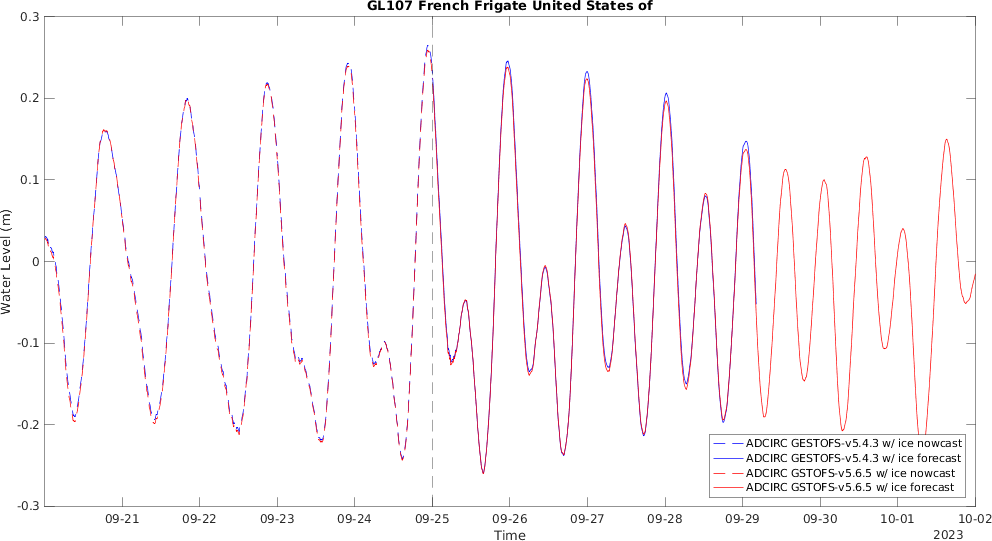 GL107 French Frigate United States of
0.3
0.2
0.1
0
-0.1
-0.2
-0.3
Water Level (m)
ADCIRC GESTOFS-v5.4.3 w/ ice nowcast
ADCIRC GESTOFS-v5.4.3 w/ ice forecast
ADCIRC GSTOFS-v5.6.5 w/ ice nowcast
ADCIRC GSTOFS-v5.6.5 w/ ice forecast
09-21 09-22 09-23 09-24 09-25 09-26 09-27 09-28 09-29 09-30 10-01 10-02
Time 2023